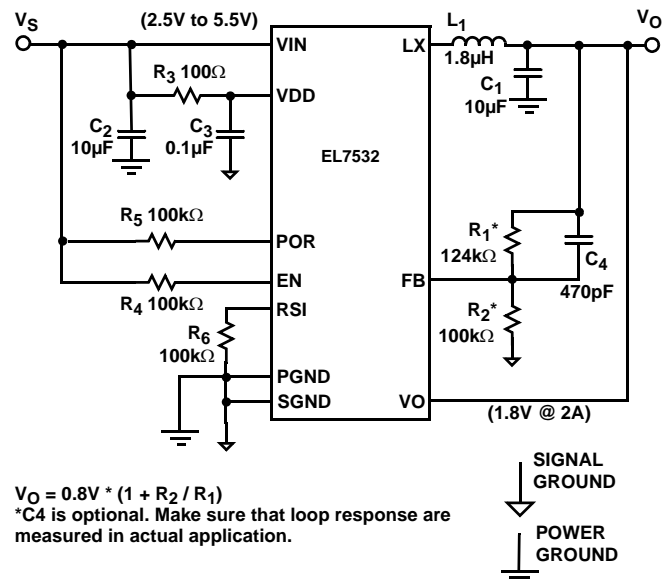 VS (2.5V to 5.5V) L1 VO
VIN LX
1.8µH
R3 100Ω
C1
10µF
VDD
C2
10µF
C3
0.1µF
EL7532
R5 100kΩ
R1*
124kΩ
C4
470pF
POR
EN FB
R4 100kΩ
RSI
R2*
100kΩ
R6
100kΩ
PGND
SGND VO
(1.8V @ 2A)
SIGNAL
GROUND
VO = 0.8V * (1 + R2 / R1)
*C4 is optional. Make sure that loop response are
measured in actual application.
POWER
GROUND